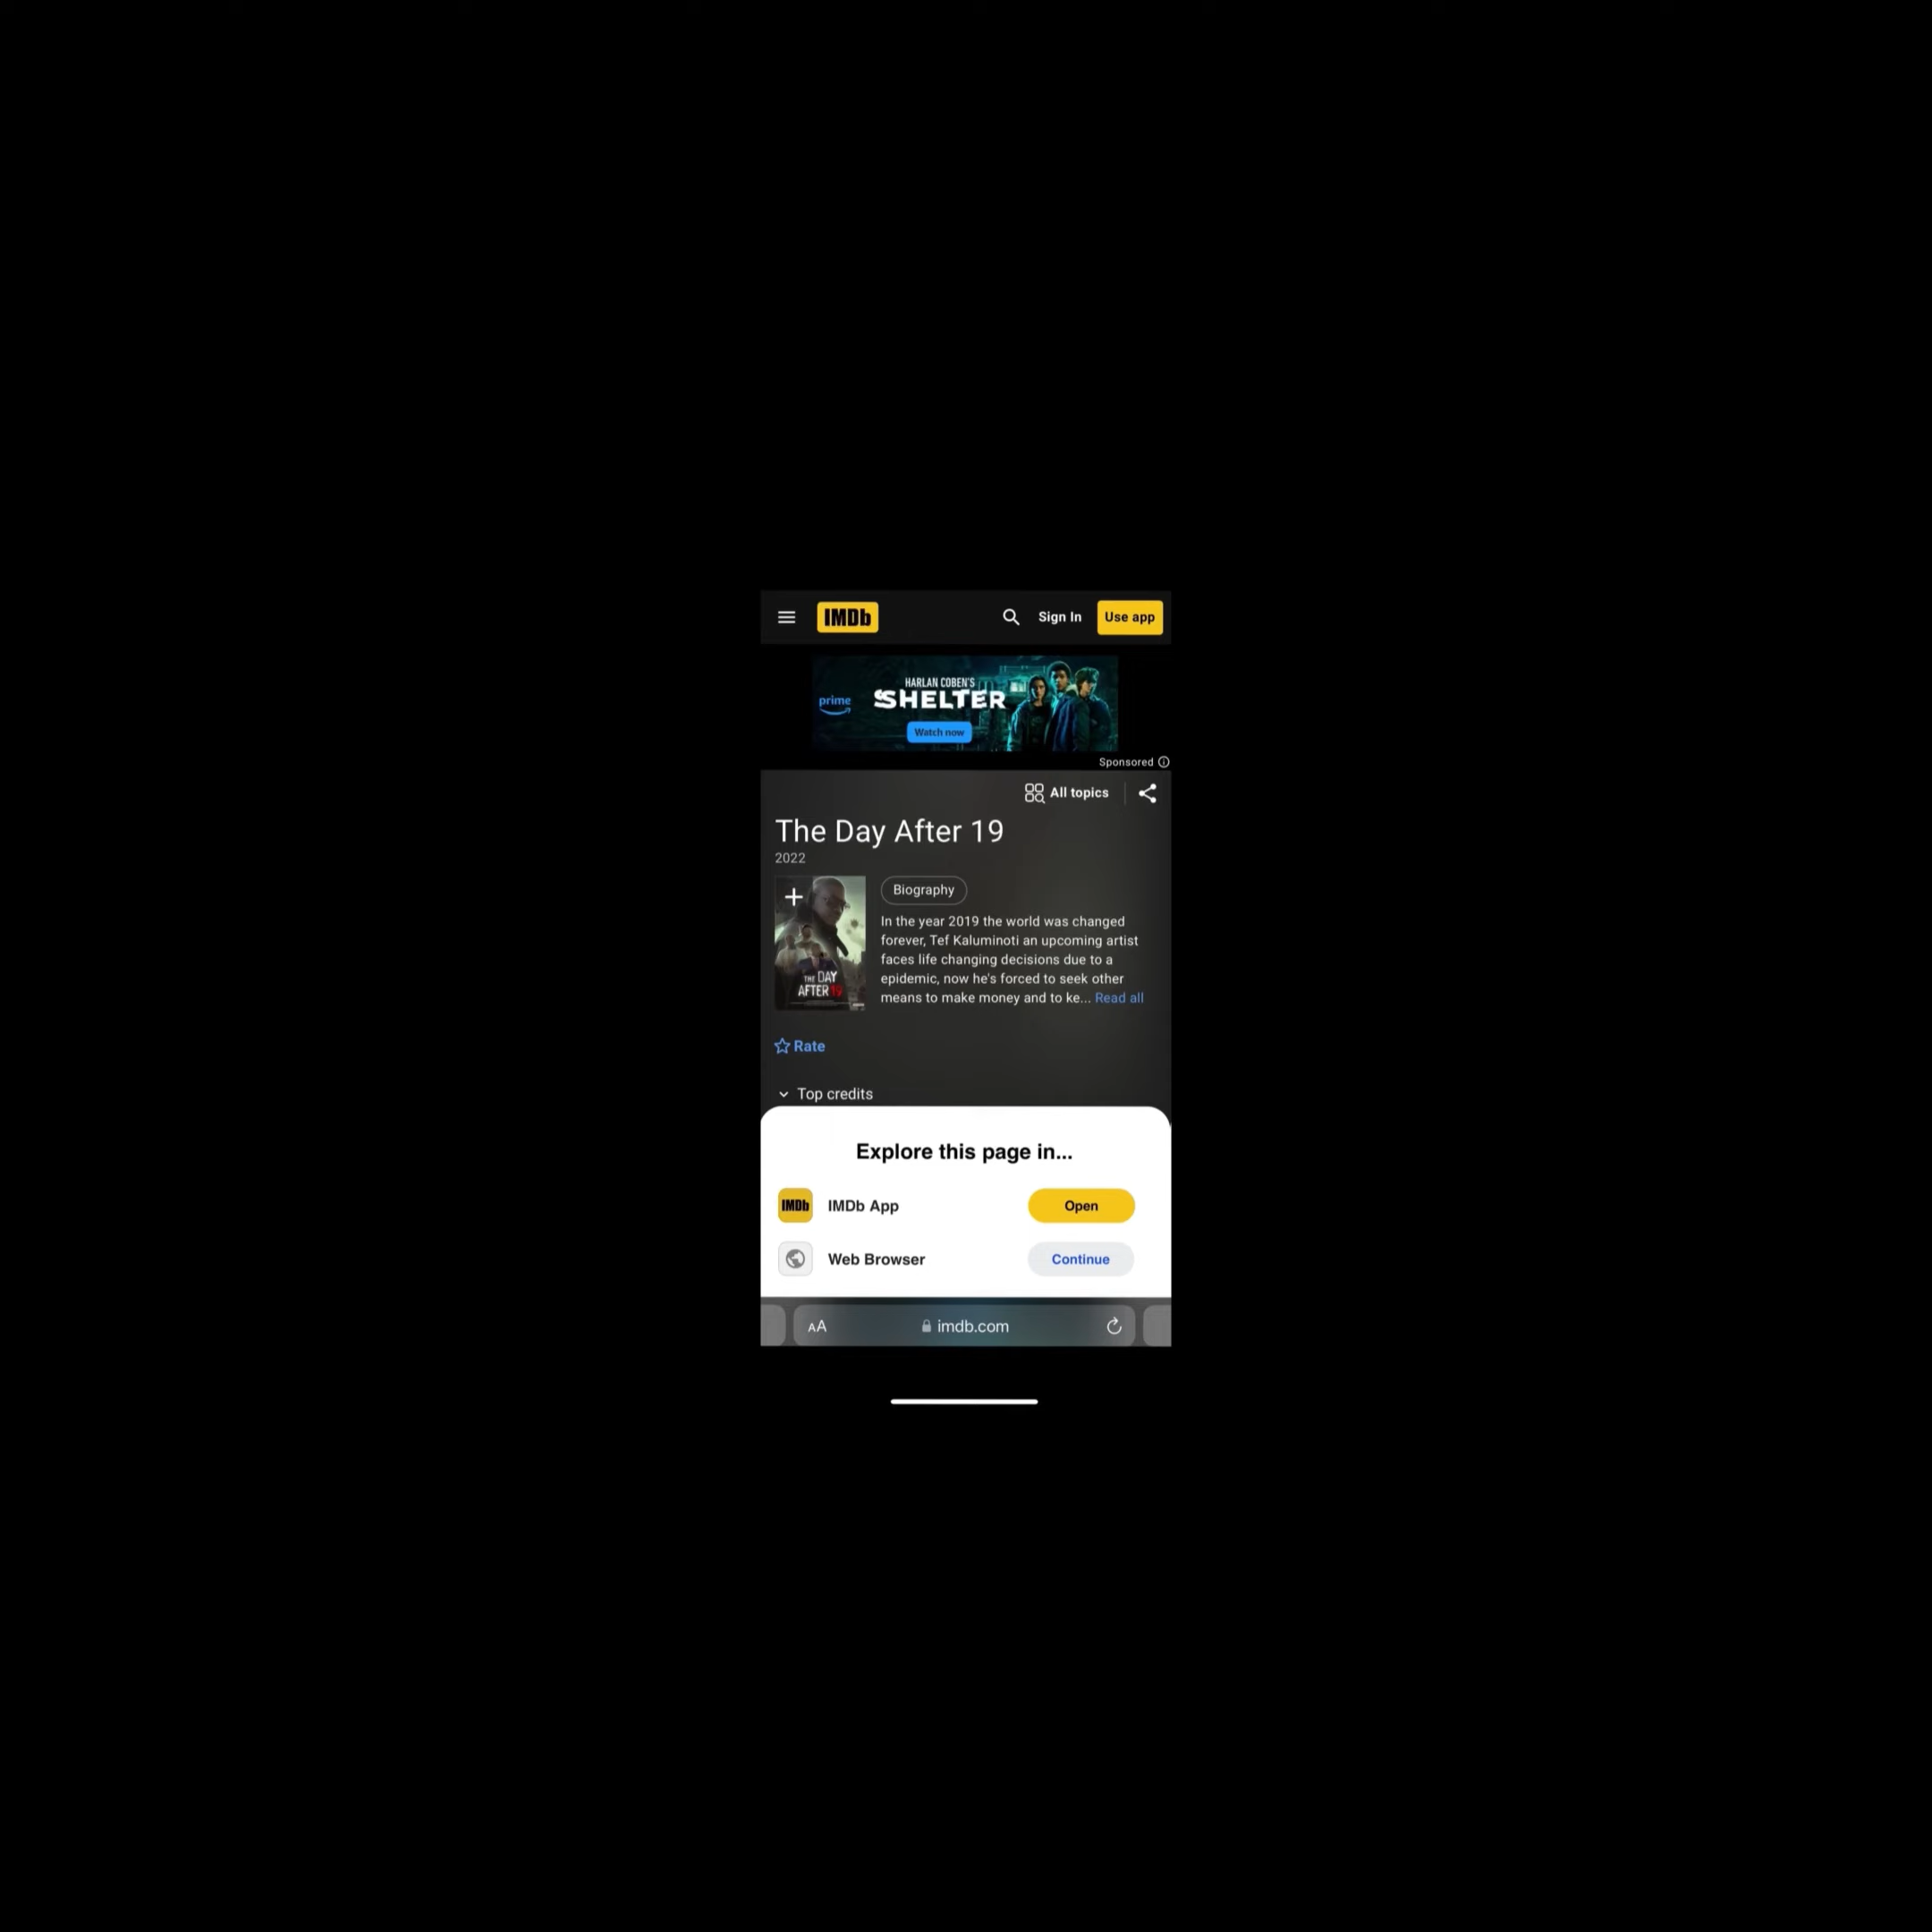 IMDb
Sign In
Use app
prime
HARLAN COBEN'S
SHELTER
Watch now
Sponsored
All topics
The Day After 19
2022
THE DAY
AFTER 19
Biography
In the year 2019 the world was changed
forever, Tef Kaluminoti an upcoming artist
faces life changing decisions due to a
epidemic, now he's forced to seek other
means to make money and to ke... Read all
Rate
Top credits
Explore this page in...
IMDb
IMDb App
Open
Web Browser
Continue
AA
imdb.com